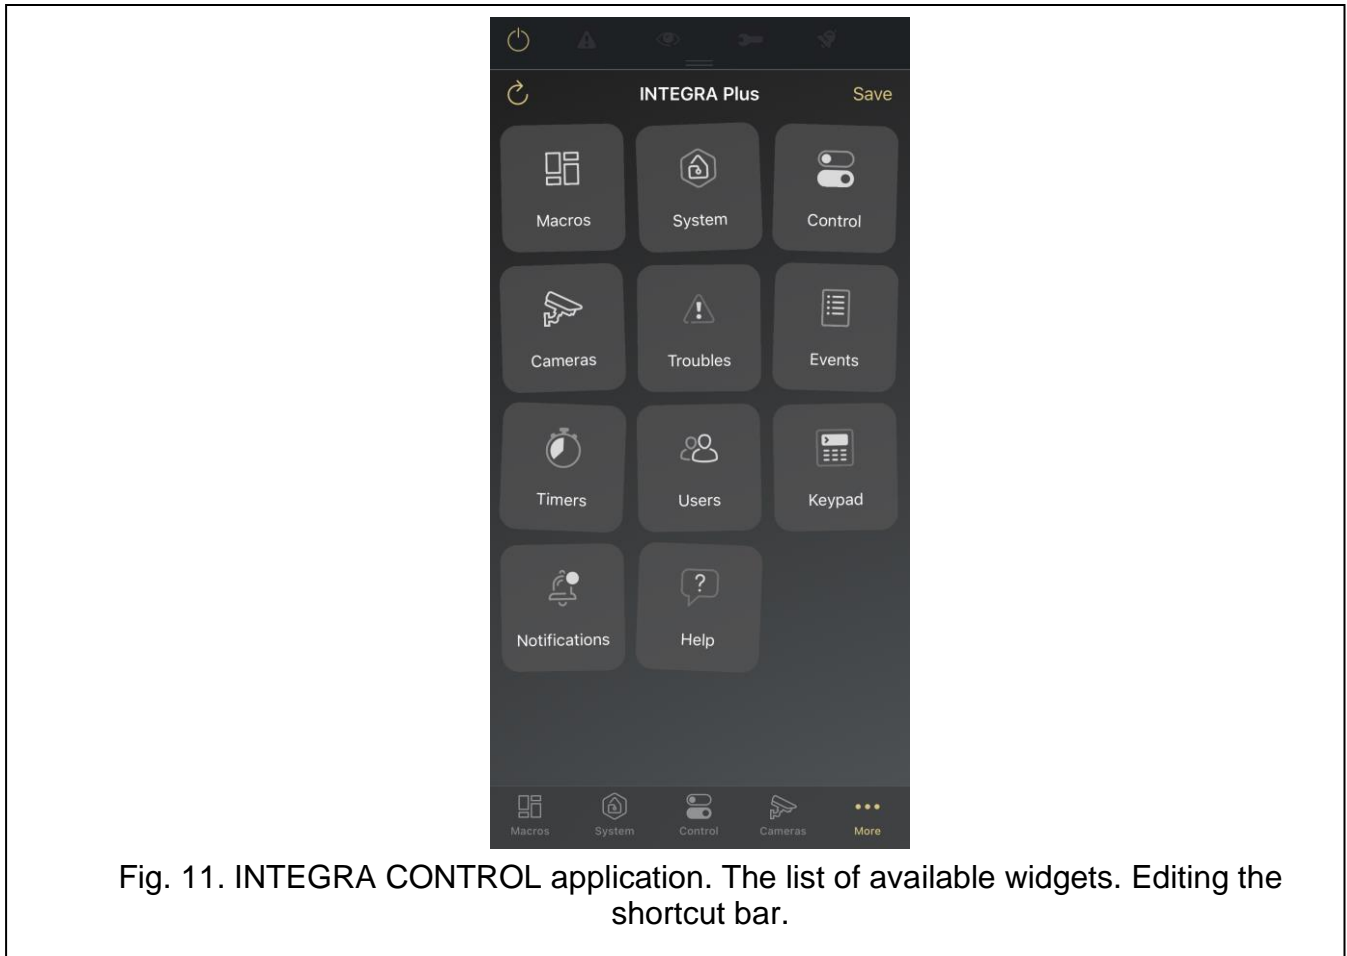 INTEGRA Plus
Save
Macros
System
Control
Cameras
Troubles
Events
Timers
Users
Keypad
Notifications
Help
Macros
System
Control
Cameras
More
Fig. 11. INTEGRA CONTROL application. The list of available widgets. Editing the
shortcut bar.